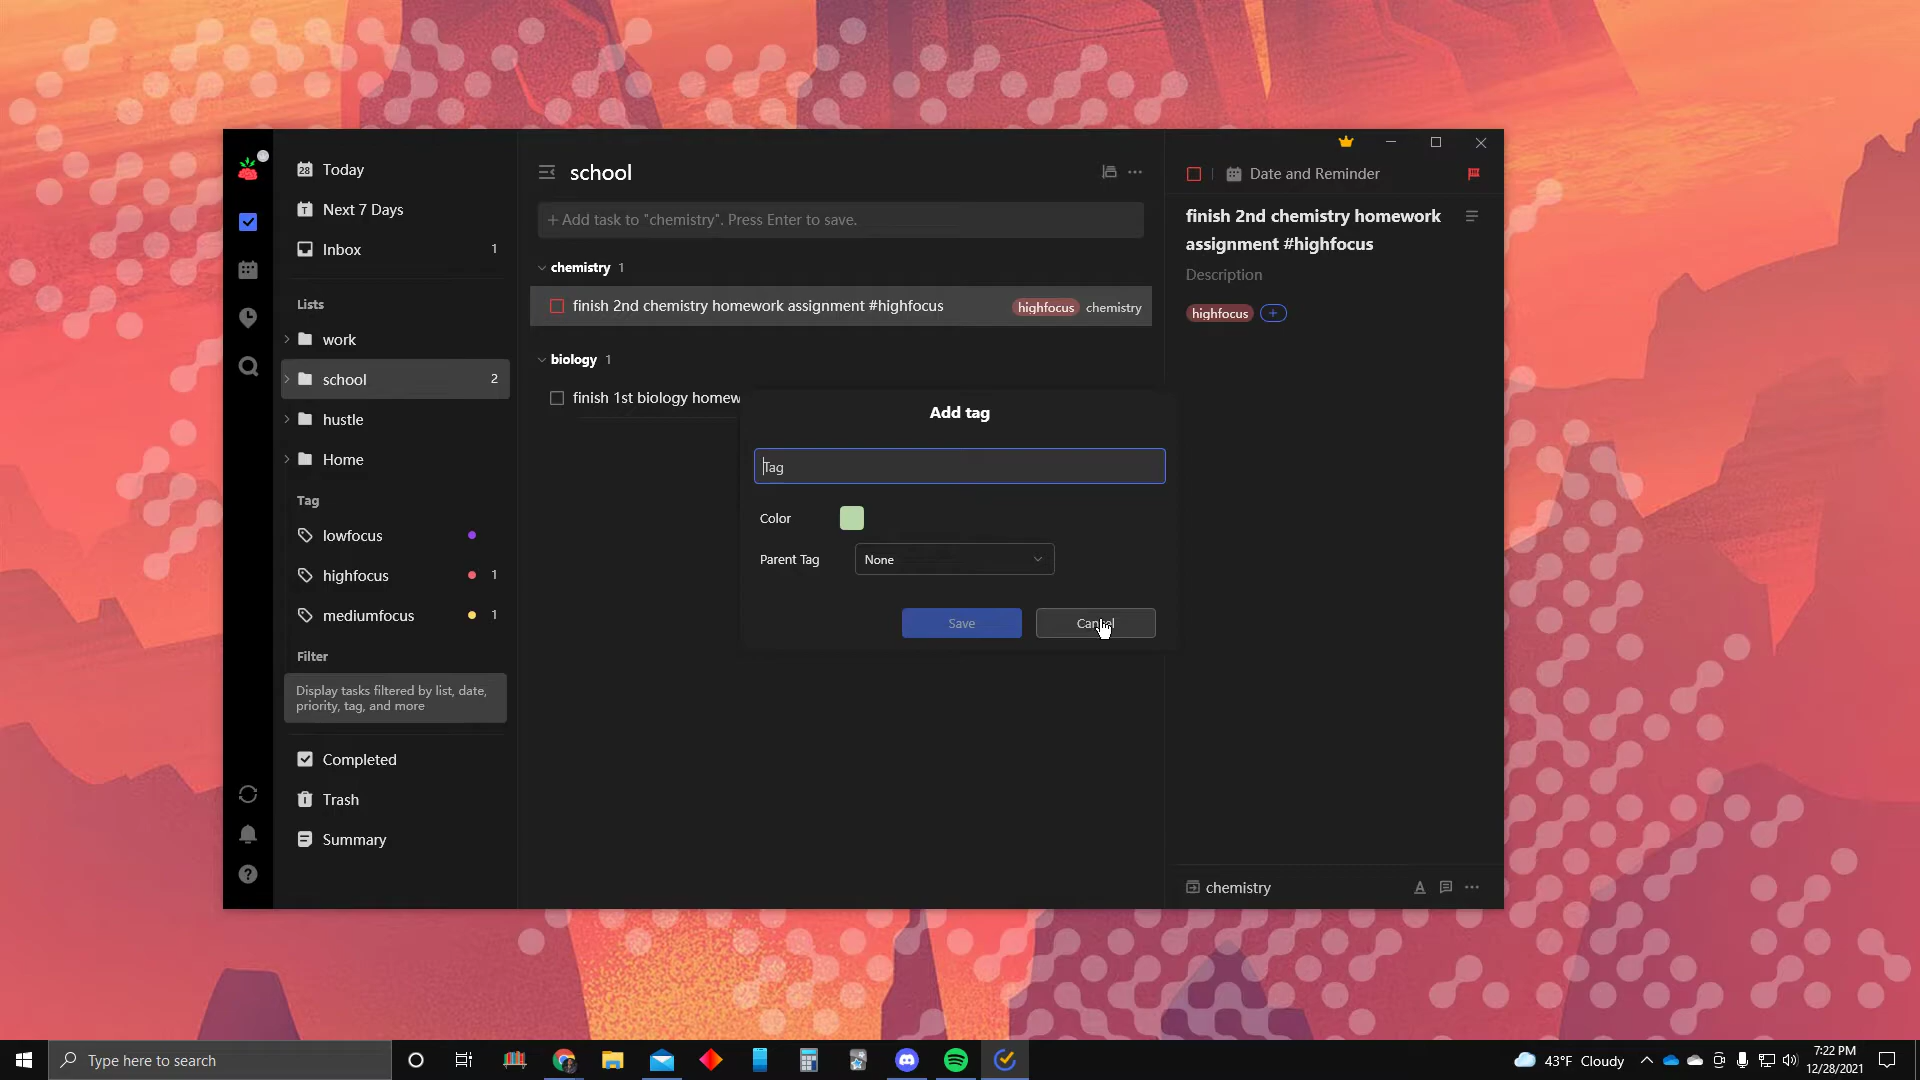 Today
Next 7 Days
Inbox 1
Lists
work
school 2
hustle
Home
Tag
lowfocus
highfocus 1
mediumfocus 1
Filter
Display tasks filtered by list, date,
priority, tag, and more
Completed
Trash
Summary
school
+ Add task to "chemistry". Press Enter to save.
chemistry 1
finish 2nd chemistry homework assignment #highfocus highfocus chemistry
biology 1
finish 1st biology homew
Add tag
Tag
Color
Parent Tag None
Save Cancel
Date and Reminder
finish 2nd chemistry homework
assignment #highfocus
Description
highfocus +
chemistry
Type here to search
43°F Cloudy
7:22 PM
12/28/2021